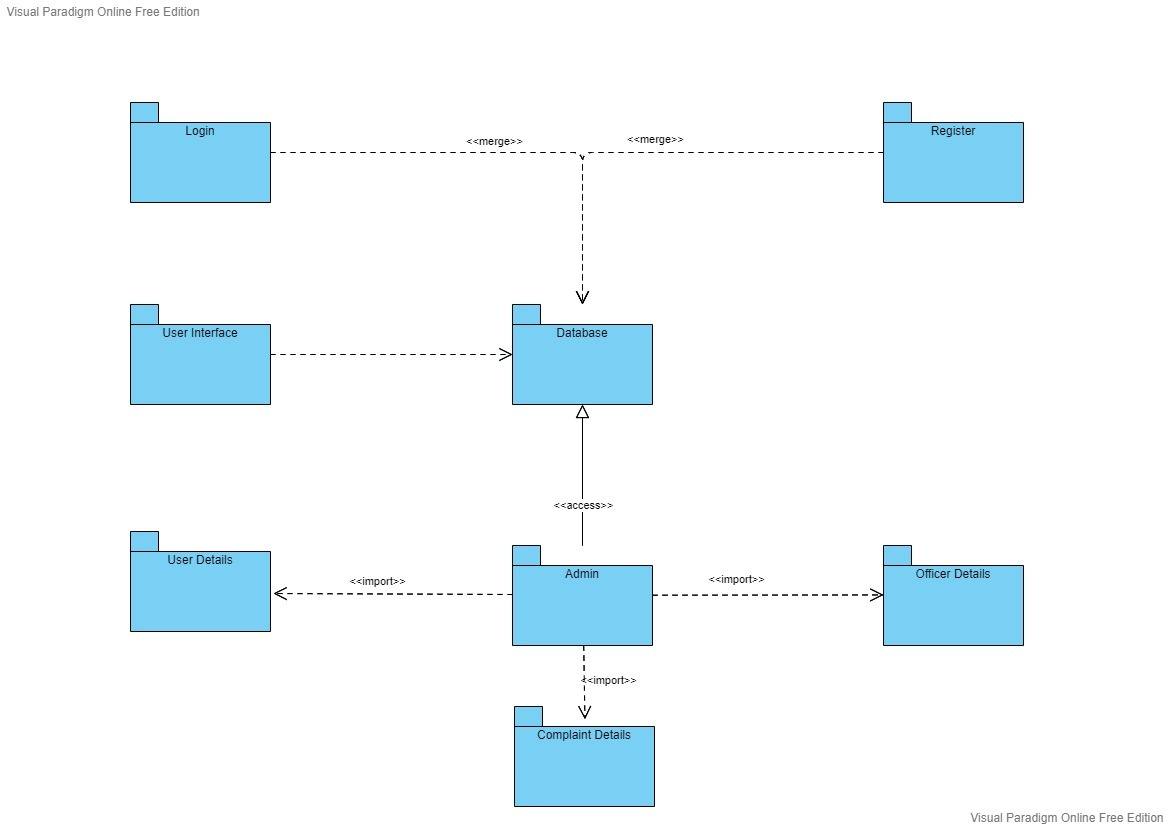 Visual Paradigm Online Free Edition
Login
<<merge>>
<<merge>>
Register
User Interface
Database
<<access>>
User Details
<<import>>
Admin
<<import>>
Officer Details
<<import>>
Complaint Details
Visual Paradigm Online Free Edition